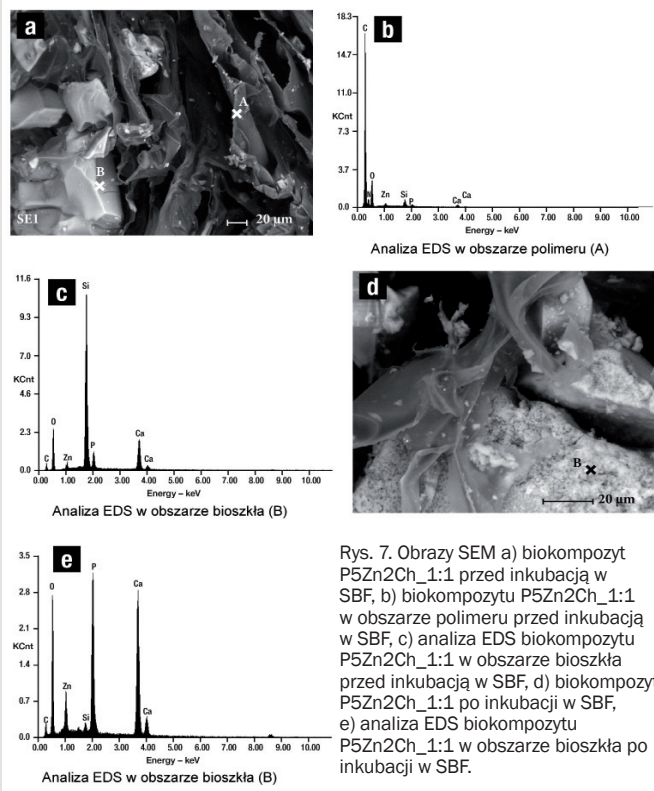 a
A
B
SE1
20 µm
b
18.3
14.7
11.0
KCnt
7.3
3.7
0.0
C
N
O
Zn
Si
P
Ca
Ca
0.00 1.00 2.00 3.00 4.00 5.00 6.00 7.00 8.00 9.00 10.00
Energy – keV
Analiza EDS w obszarze polimeru (A)
c
11.6
9.3
7.0
KCnt
4.6
2.3
0.0
C
O
Zn
Si
P
Ca
Ca
0.00 1.00 2.00 3.00 4.00 5.00 6.00 7.00 8.00 9.00 10.00
Energy – keV
Analiza EDS w obszarze bioszkła (B)
d
B
20 µm
e
3.5
2.8
2.1
KCnt
1.4
0.7
0.0
C
O
Zn
Si
P
Ca
Ca
0.00 1.00 2.00 3.00 4.00 5.00 6.00 7.00 8.00 9.00 10.00
Energy – keV
Analiza EDS w obszarze bioszkła (B)
Rys. 7. Obrazy SEM a) biokompozyt
P5Zn2Ch_1:1 przed inkubacją w
SBF, b) biokompozytu P5Zn2Ch_1:1
w obszarze polimeru przed inkubacją
w SBF, c) analiza EDS biokompozytu
P5Zn2Ch_1:1 w obszarze bioszkła
przed inkubacją w SBF, d) biokompozyt
P5Zn2Ch_1:1 po inkubacji w SBF,
e) analiza EDS biokompozytu
P5Zn2Ch_1:1 w obszarze bioszkła po
inkubacji w SBF.